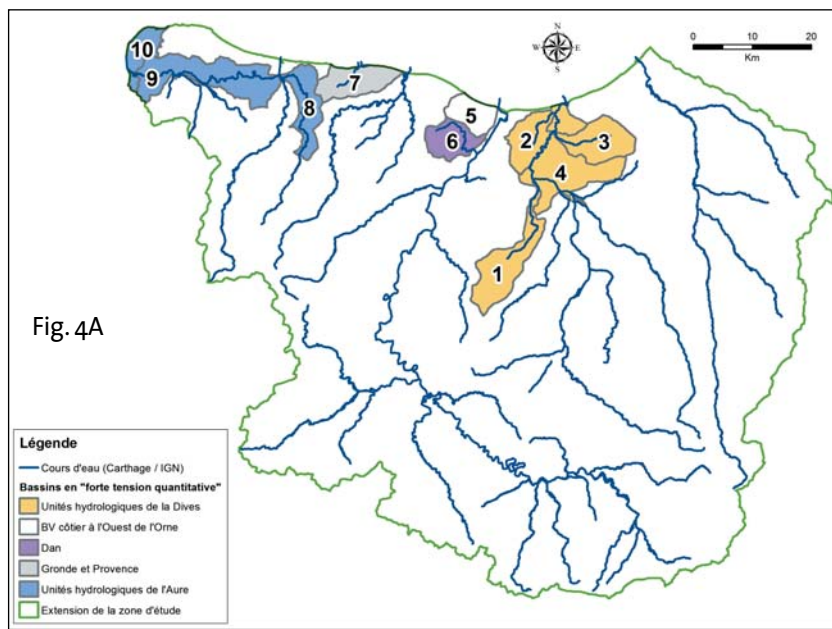 N
W E
S
0 10 20
Km
10
9
8
7
5
6
2
3
4
1
Fig. 4A
Légende
Cours d'eau (Carthage / IGN)
Bassins en "forte tension quantitative"
Unités hydrologiques de la Dives
BV côtier à l'Ouest de l'Orne
Dan
Gronde et Provence
Unités hydrologiques de l'Aure
Extension de la zone d'étude